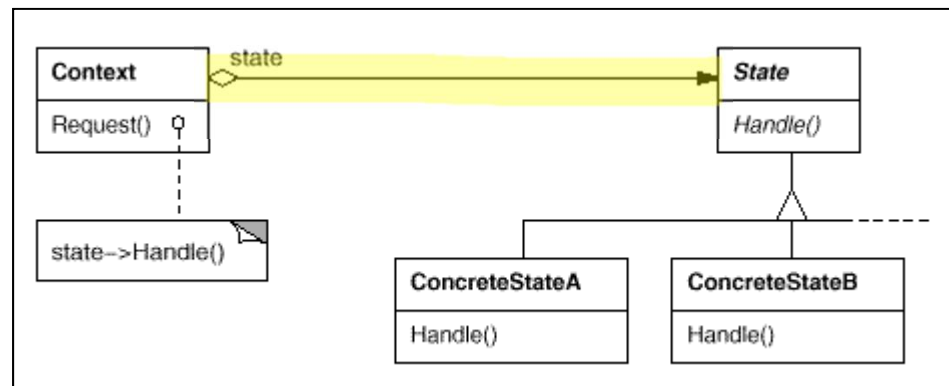 state
Context
State
Request()
Handle()
state->Handle()
ConcreteStateA
ConcreteStateB
Handle()
Handle()